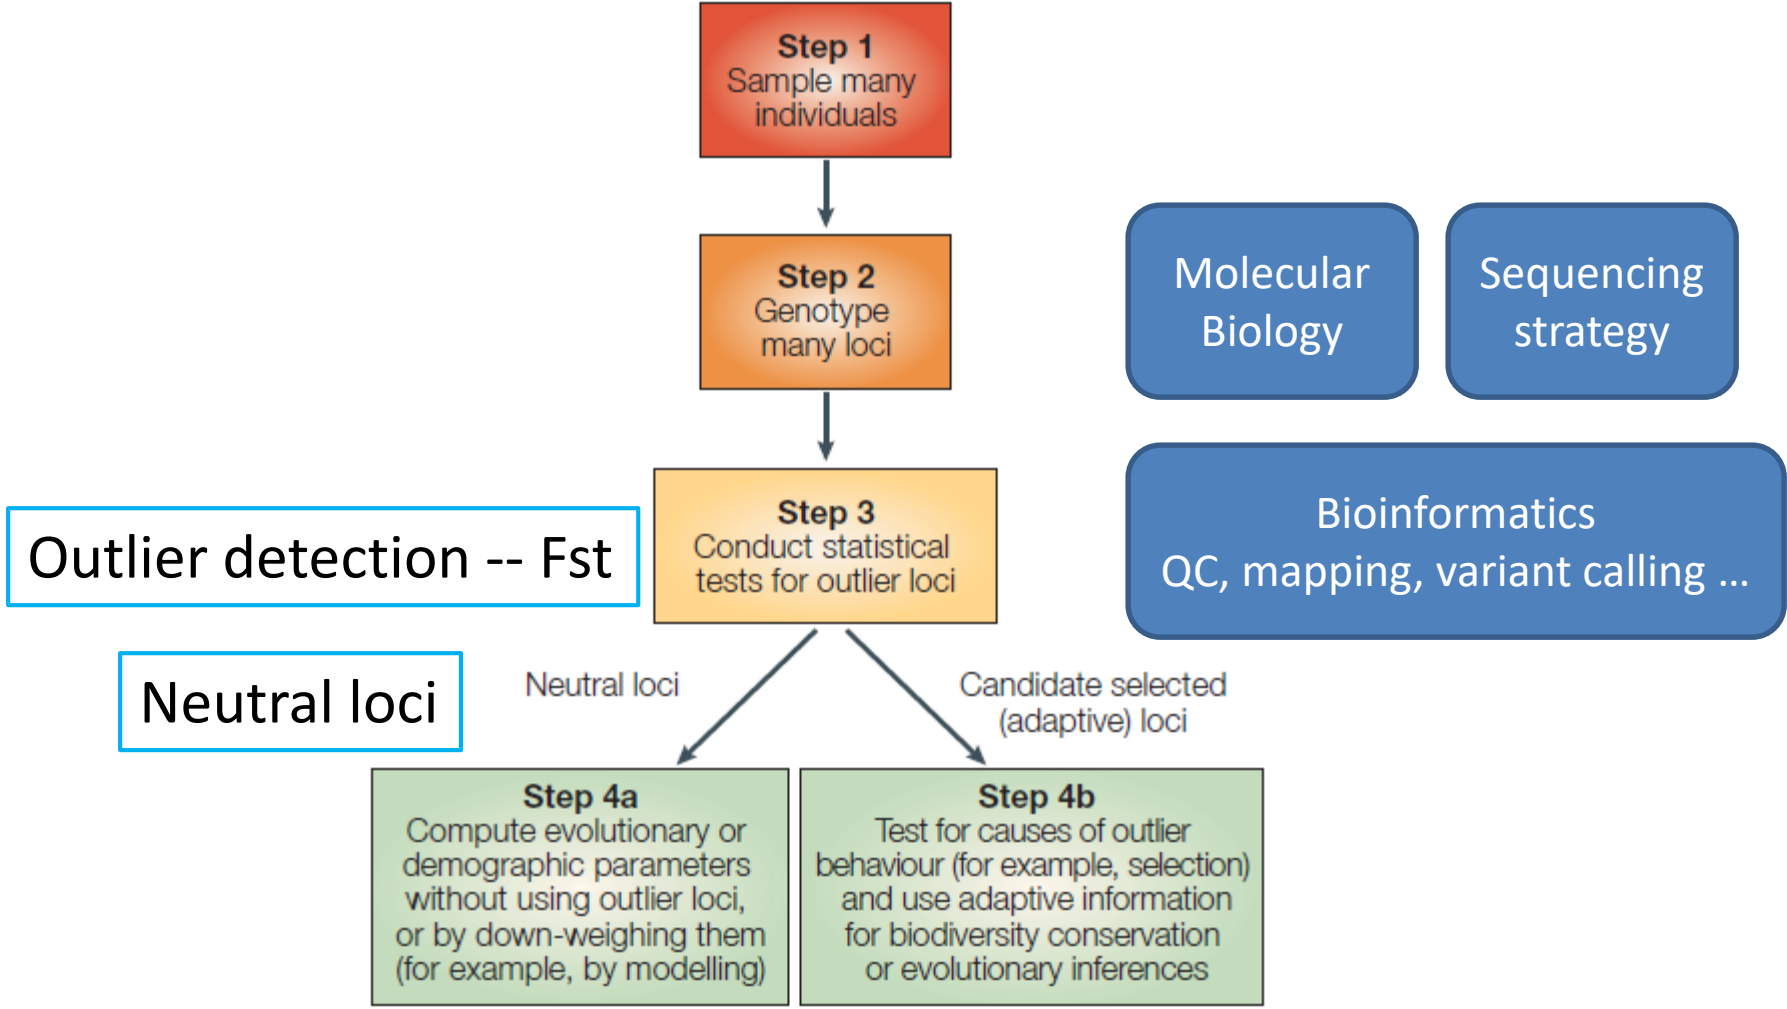 Step 1
Sample many
individuals
Step 2
Genotype
many loci
Molecular
Biology
Sequencing
strategy
Step 3
Conduct statistical
tests for outlier loci
Outlier detection -- Fst
Bioinformatics
QC, mapping, variant calling ...
Neutral loci
Neutral loci
Candidate selected
(adaptive) loci
Step 4a
Compute evolutionary or
demographic parameters
without using outlier loci,
or by down-weighing them
(for example, by modelling)
Step 4b
Test for causes of outlier
behaviour (for example, selection)
and use adaptive information
for biodiversity conservation
or evolutionary inferences